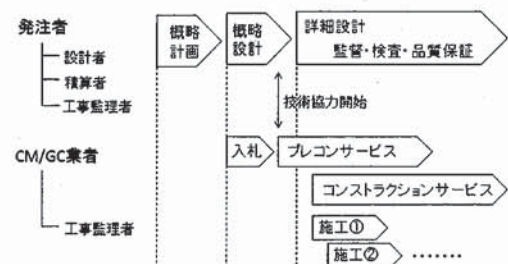 発注者
設計者
積算者
工事監理者
概略
計画
概略
設計
詳細設計
監督・検査・品質保証
技術協力開始
CM/GC業者
工事監理者
入札
プレコンサービス
コンストラクションサービス
施工①
施工②
‥‥‥